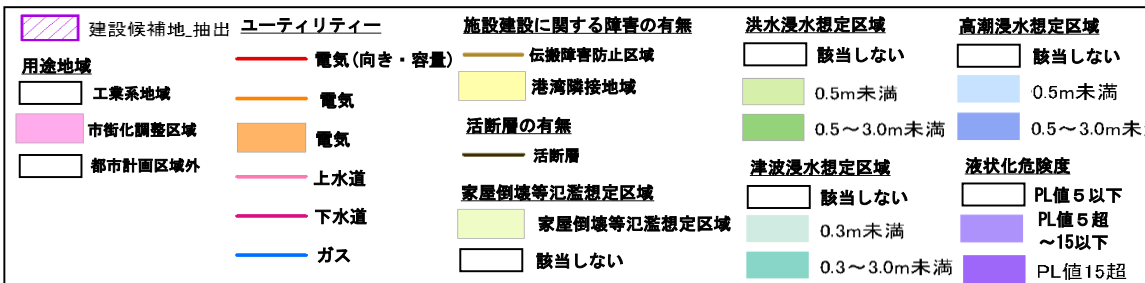 建設候補地_抽出
用途地域
工業系地域
市街化調整区域
都市計画区域外
ユーティリティー
電気(向き・容量)
電気
電気
上水道
下水道
ガス
施設建設に関する障害の有無
伝搬障害防止区域
港湾隣接地域
活断層の有無
活断層
家屋倒壊等氾濫想定区域
家屋倒壊等氾濫想定区域
該当しない
洪水浸水想定区域
該当しない
0.5m未満
0.5～3.0m未満
津波浸水想定区域
該当しない
0.3m未満
0.3～3.0m未満
高潮浸水想定区域
該当しない
0.5m未満
0.5～3.0m未
液状化危険度
PL値5以下
PL値5超
～15以下
PL値15超